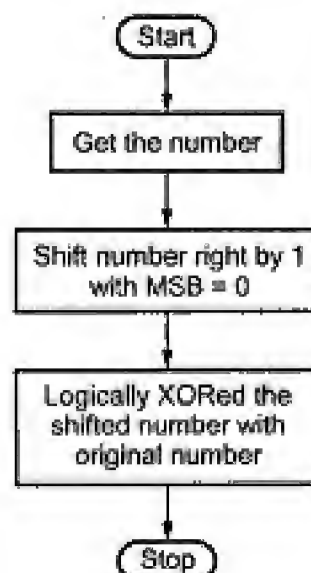 Start
Get the number
Shift number right by 1
with MSB = 0
Logically XORed the
shifted number with
original number
Stop